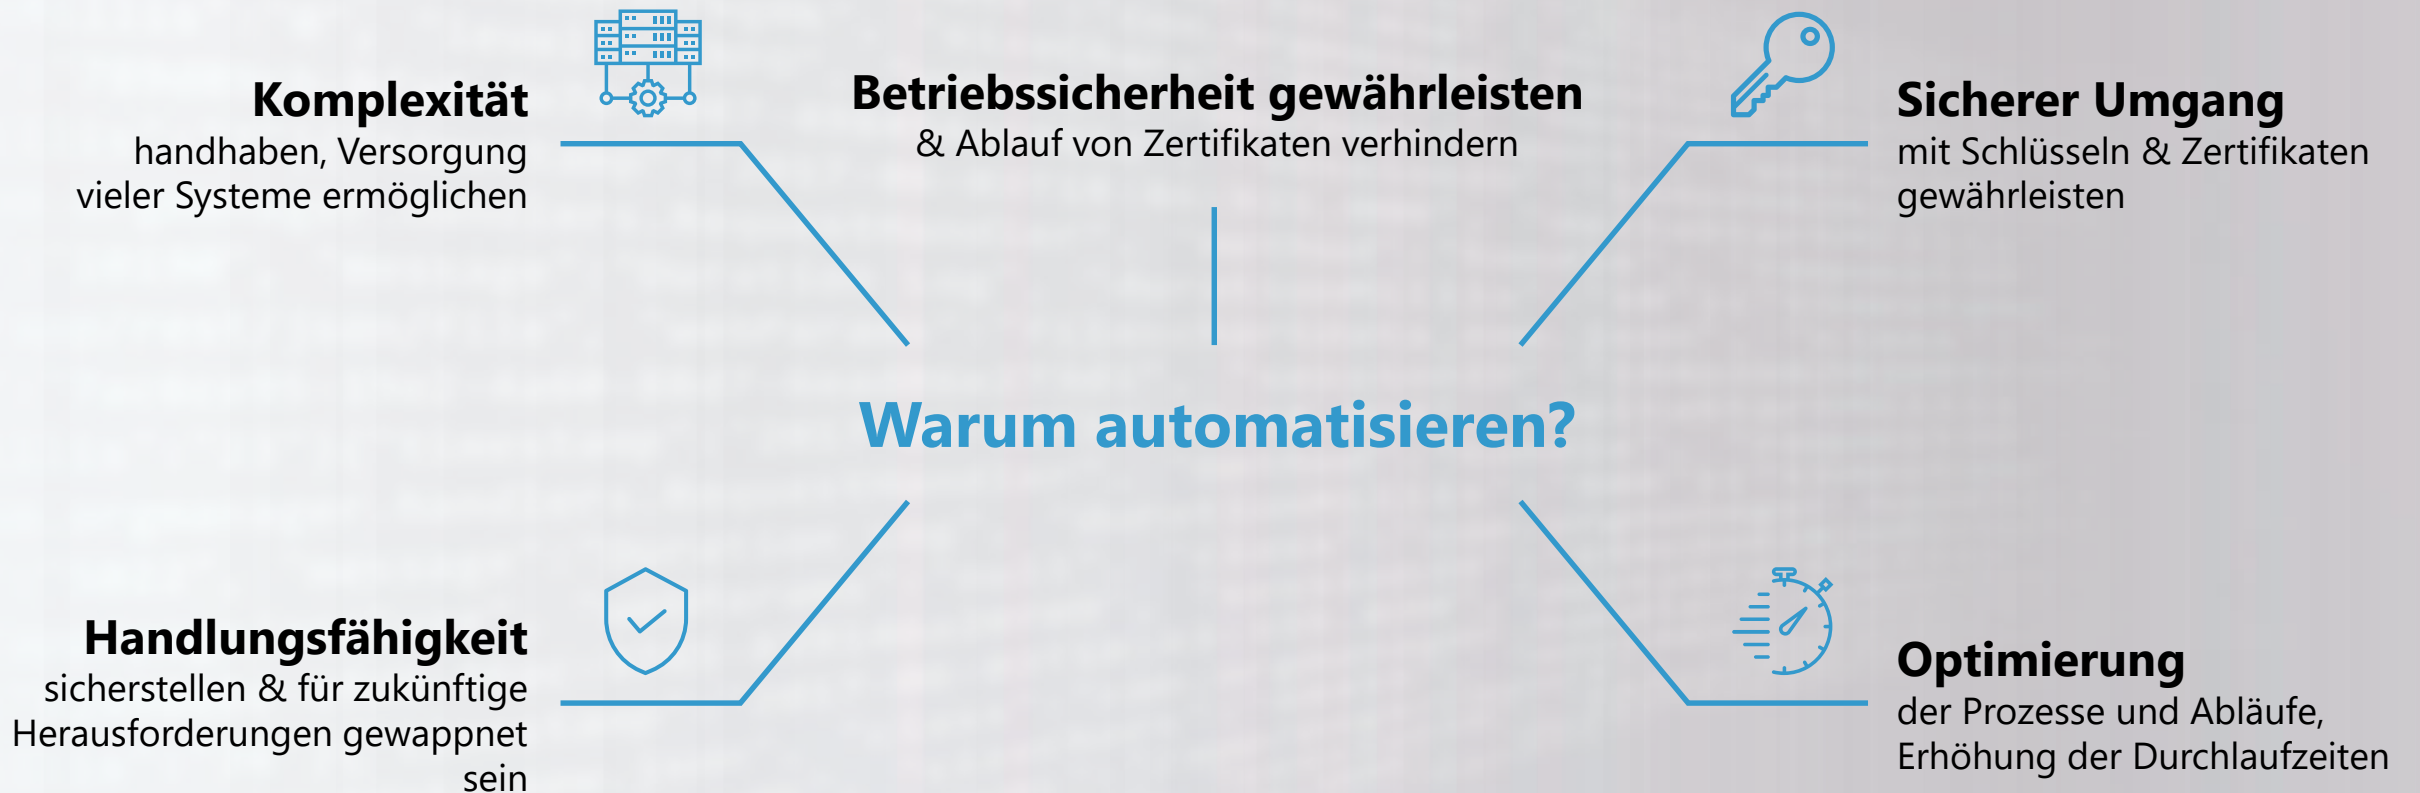 Komplexität
handhaben, Versorgung
vieler Systeme ermöglichen
Betriebssicherheit gewährleisten
& Ablauf von Zertifikaten verhindern
Sicherer Umgang
mit Schlüsseln & Zertifikaten
gewährleisten
Warum automatisieren?
Handlungsfähigkeit
sicherstellen & für zukünftige
Herausforderungen gewappnet
sein
Optimierung
der Prozesse und Abläufe,
Erhöhung der Durchlaufzeiten